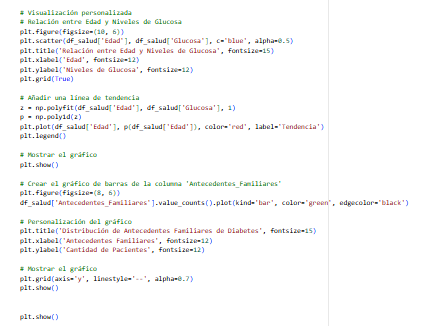 # Visualización personalizada
# Relación entre Edad y Niveles de Glucosa
plt.figure(figsize=(10, 6))
plt.scatter(df_salud['Edad'], df_salud['Glucosa'], c='blue', alpha=0.5)
plt.title('Relación entre Edad y Niveles de Glucosa', fontsize=15)
plt.xlabel('Edad', fontsize=12)
plt.ylabel('Niveles de Glucosa', fontsize=12)
plt.grid(True)
# Añadir una línea de tendencia
z = np.polyfit(df_salud['Edad'], df_salud['Glucosa'], 1)
p = np.poly1d(z)
plt.plot(df_salud['Edad'], p(df_salud['Edad']), color='red', label='Tendencia')
plt.legend()
# Mostrar el gráfico
plt.show()
# Crear el gráfico de barras de la columna 'Antecedentes_Familiares'
plt.figure(figsize=(8, 6))
df_salud['Antecedentes_Familiares'].value_counts().plot(kind='bar', color='green', edgecolor='black')
# Personalización del gráfico
plt.title('Distribución de Antecedentes Familiares de Diabetes', fontsize=15)
plt.xlabel('Antecedentes Familiares', fontsize=12)
plt.ylabel('Cantidad de Pacientes', fontsize=12)
# Mostrar el gráfico
plt.grid(axis='y', linestyle='--', alpha=0.7)
plt.show()
plt.show()